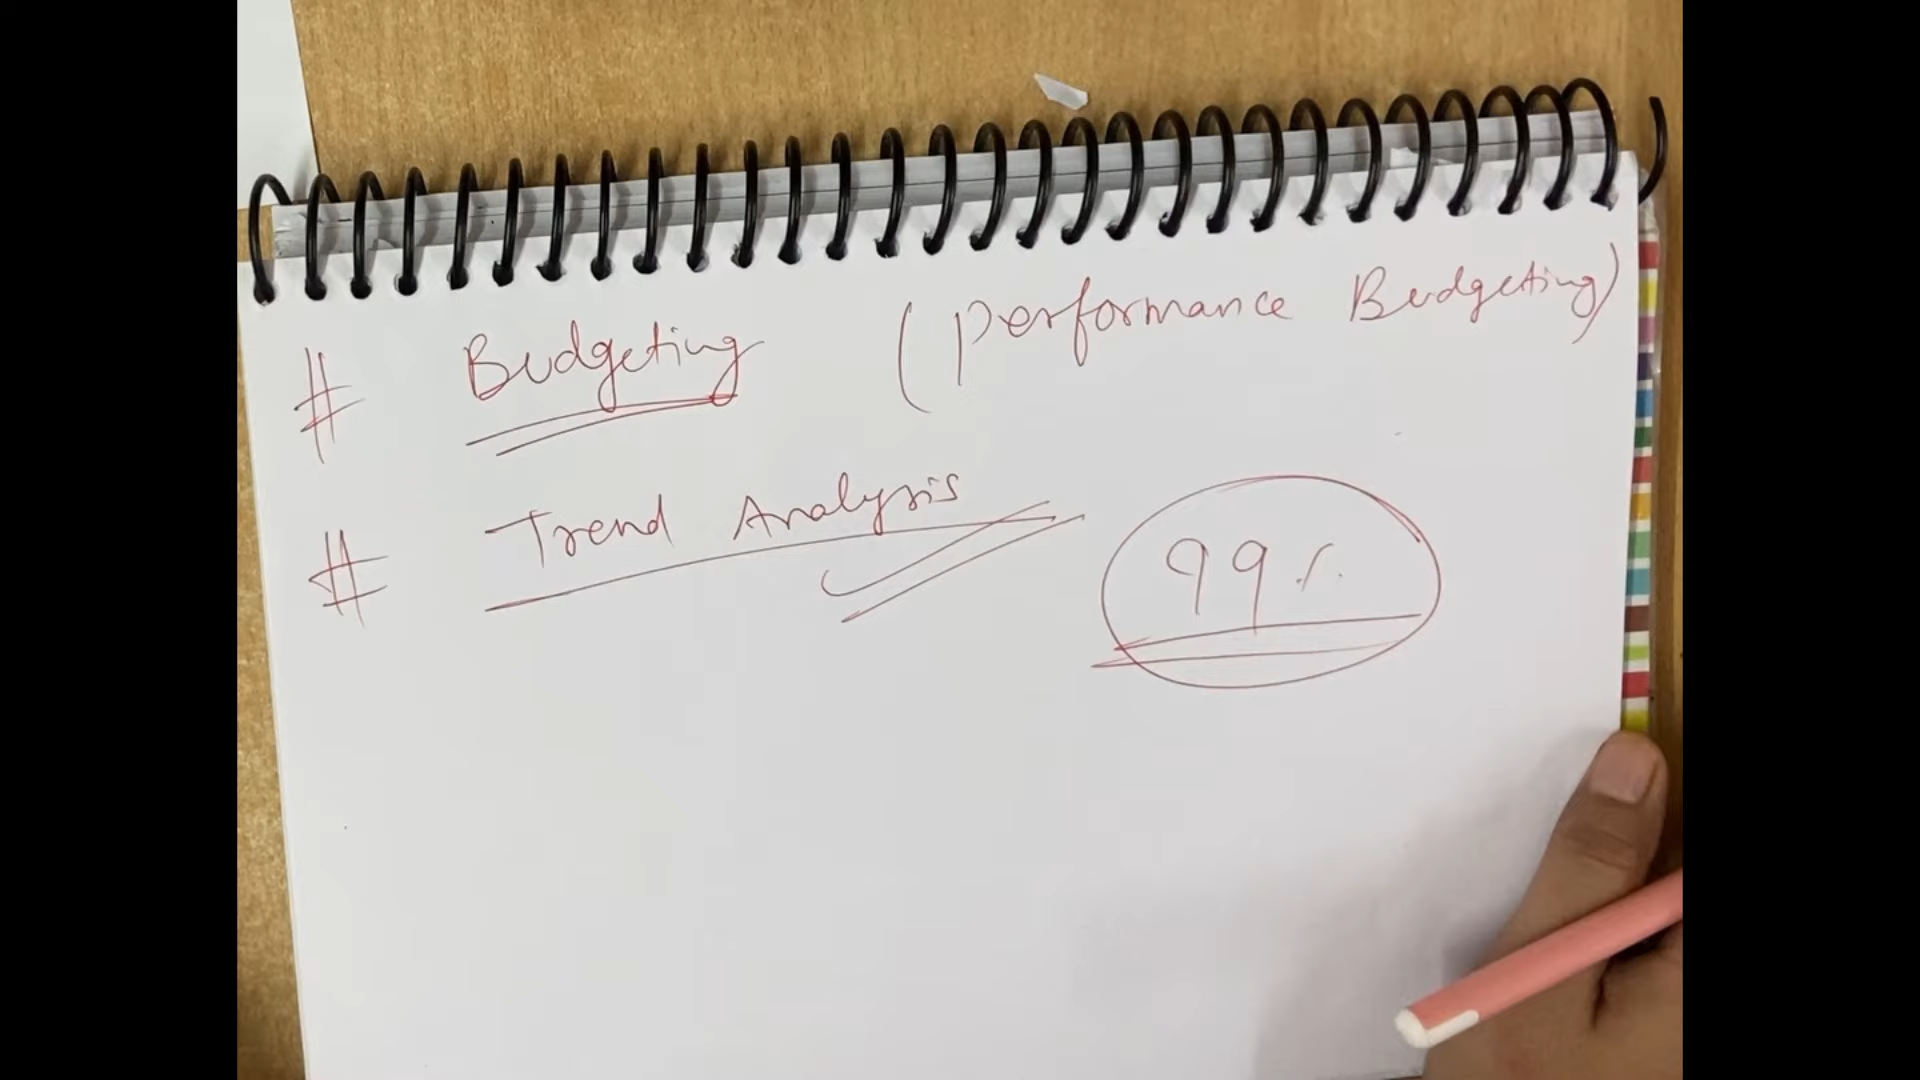 # Budgeting (Performance Budgeting)
# Trend Analysis
99%